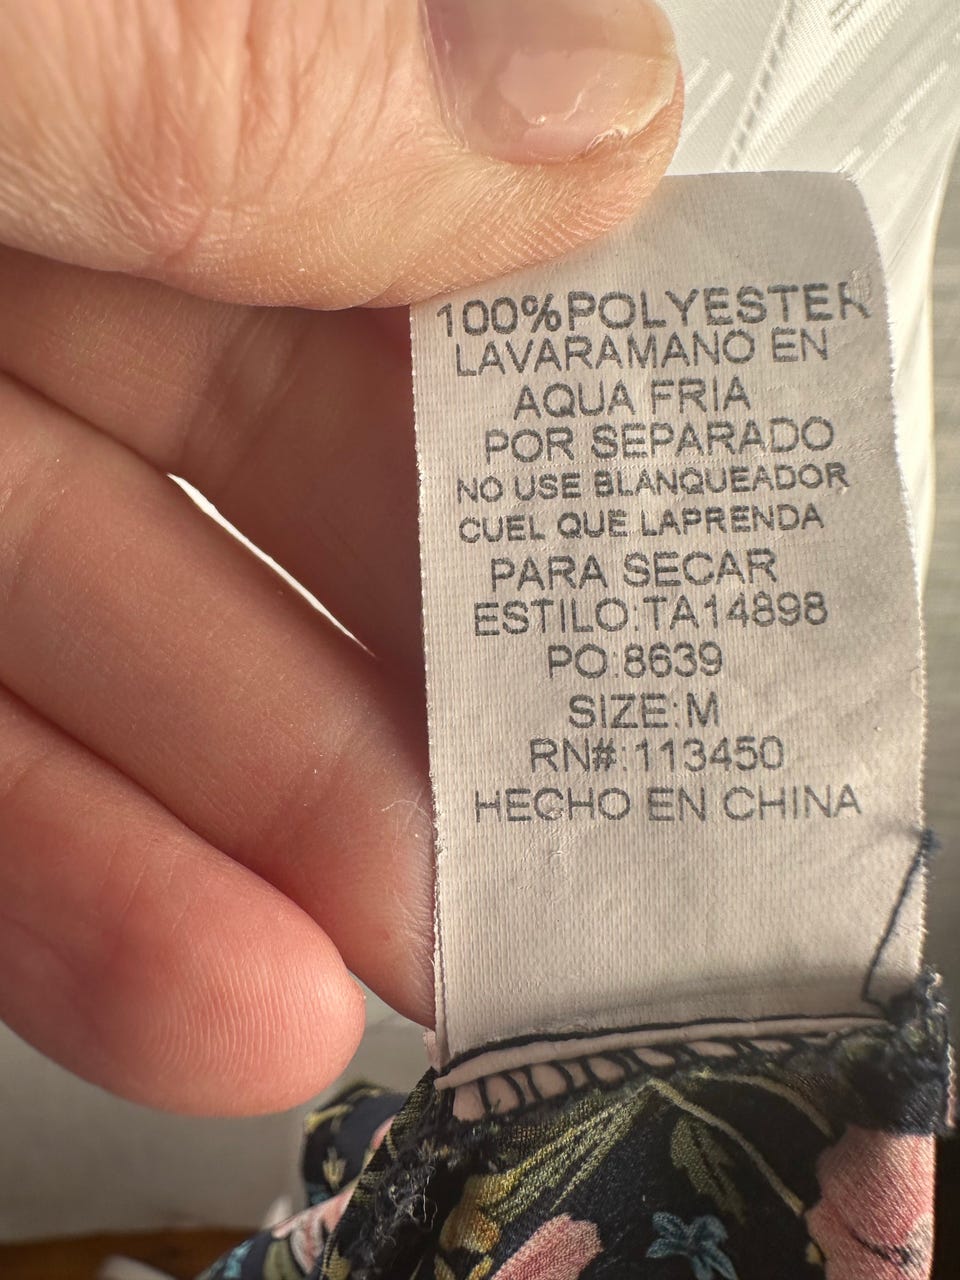 100%POLYESTER
LAVARAMANO EN
AQUA FRIA
POR SEPARADO
NO USE BLANQUEADOR
CUEL QUE LAPRENDA
PARA SECAR
ESTILO:TA14898
PO:8639
SIZE:M
RN#:113450
HECHO EN CHINA